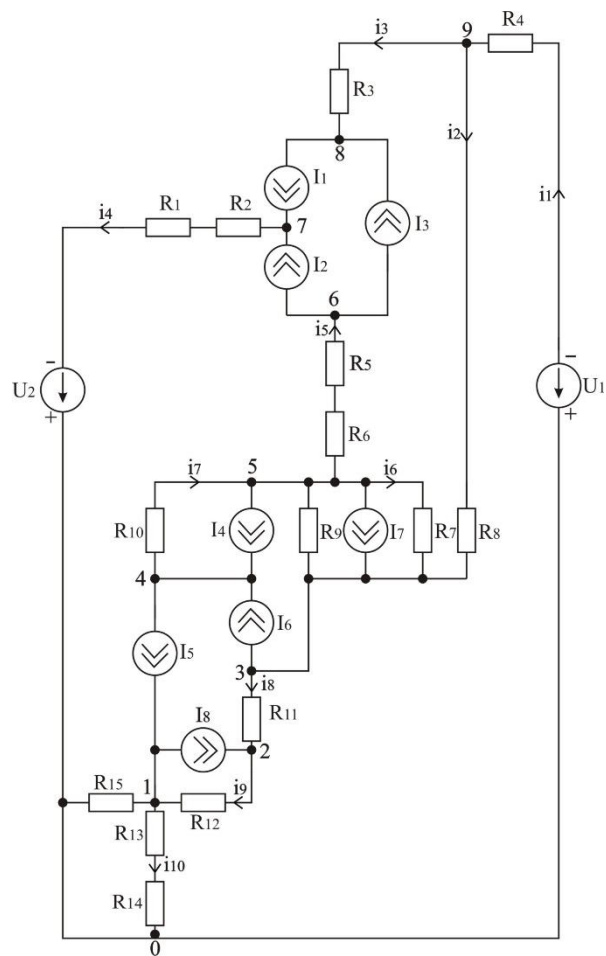 9 R4
i3
R3 i2
8 i1
I1
i4 R1 R2 7 I3
I2
6
i5
- R5 -
U2 U1
+ R6 +
i7 5 i6
R10 I4 R9 I7 R7 R8
4
I6
I5 3
i8
I8 R11
2
R15 1 i9
R12
R13
i10
R14
0